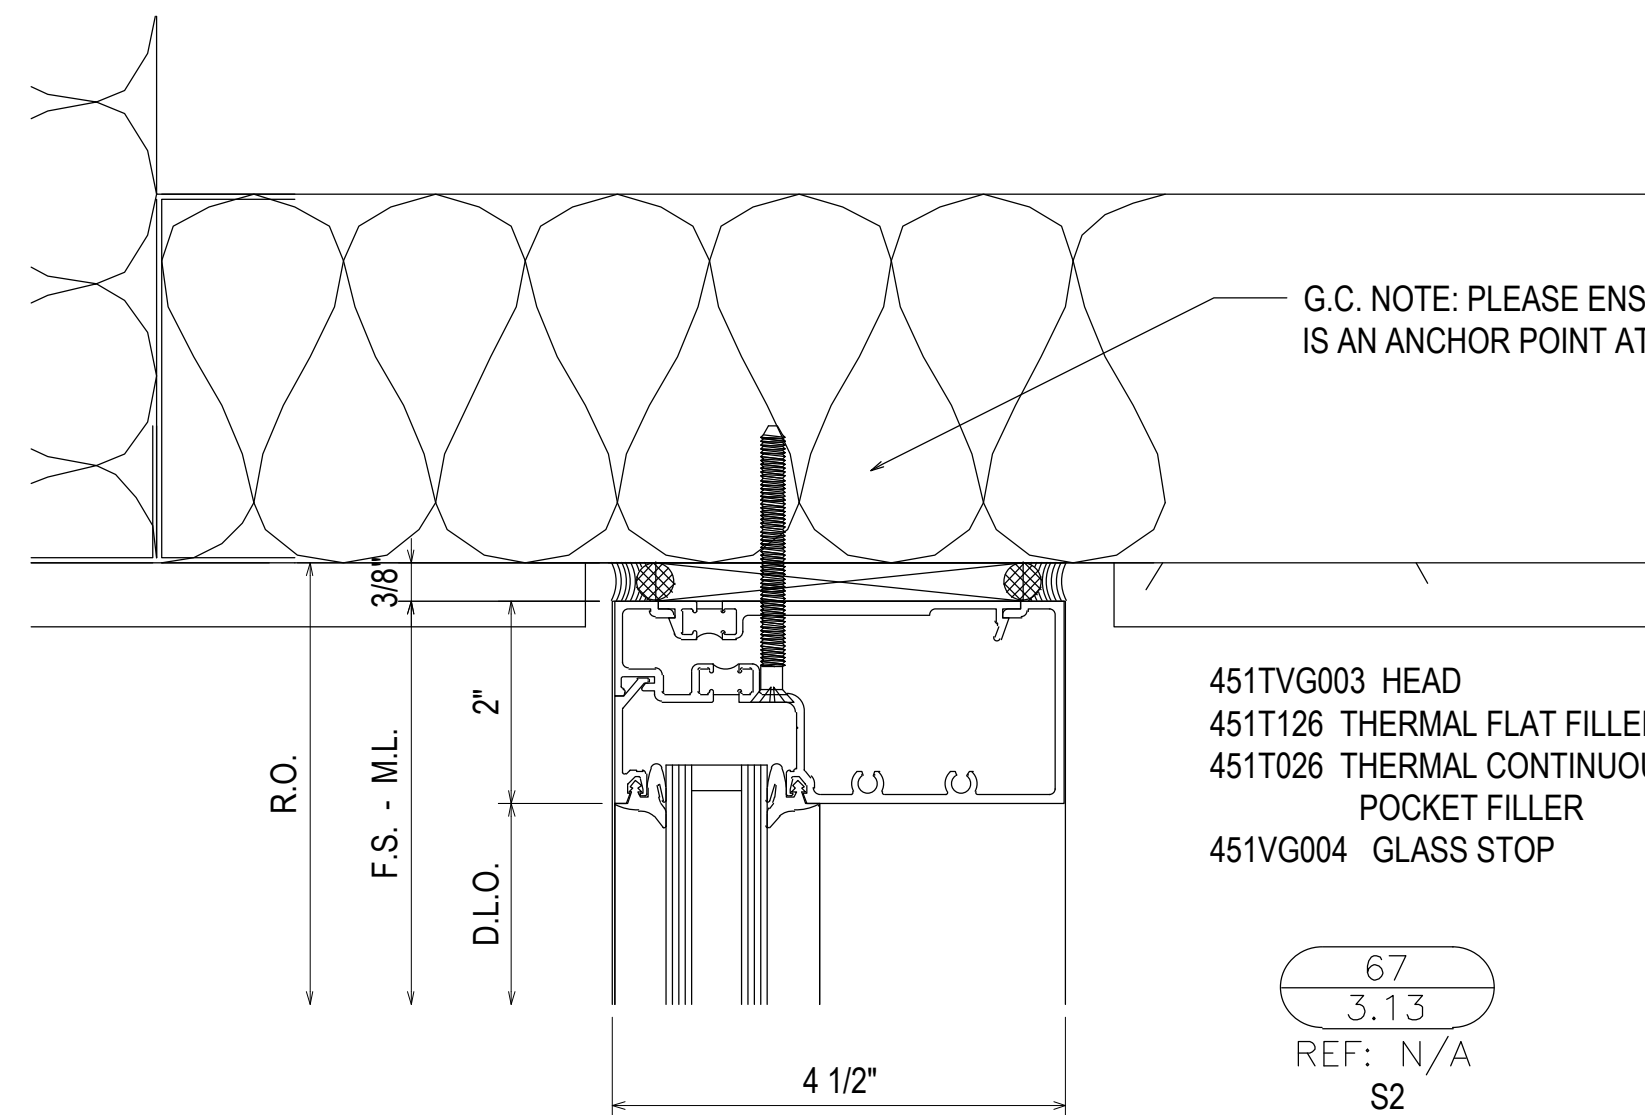 G.C. NOTE: PLEASE ENS
IS AN ANCHOR POINT AT
3/8"
2"
R.O.
F.S. - M.L.
D.L.O.
451TVG003 HEAD
451T126 THERMAL FLAT FILLE
451T026 THERMAL CONTINUOU
POCKET FILLER
451VG004 GLASS STOP
67
3.13
REF: N/A
S2
4 1/2"